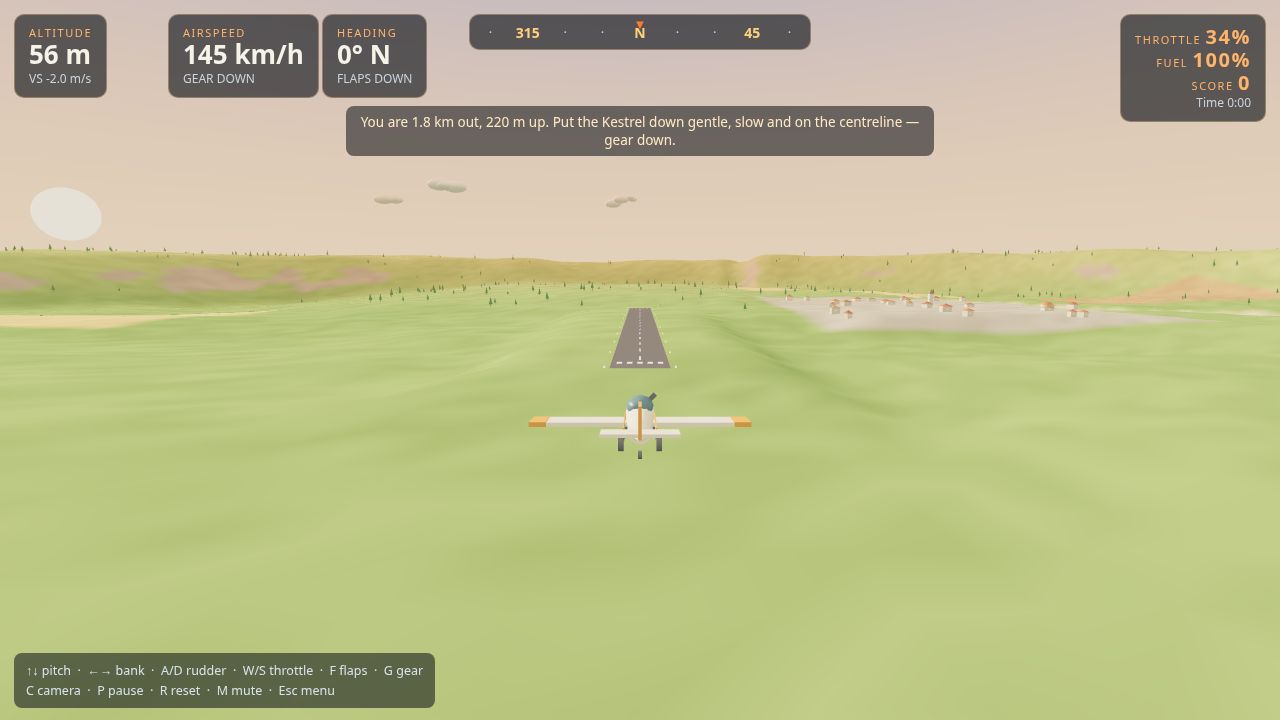 ALTITUDE
56 m
VS -2.0 m/s
AIRSPEED
145 km/h
GEAR DOWN
HEADING
0° N
FLAPS DOWN
· 315 · · N · · 45 ·
THROTTLE 34%
FUEL 100%
SCORE 0
Time 0:00
You are 1.8 km out, 220 m up. Put the Kestrel down gentle, slow and on the centreline —
gear down.
↑↓ pitch · ←→ bank · A/D rudder · W/S throttle · F flaps · G gear
C camera · P pause · R reset · M mute · Esc menu